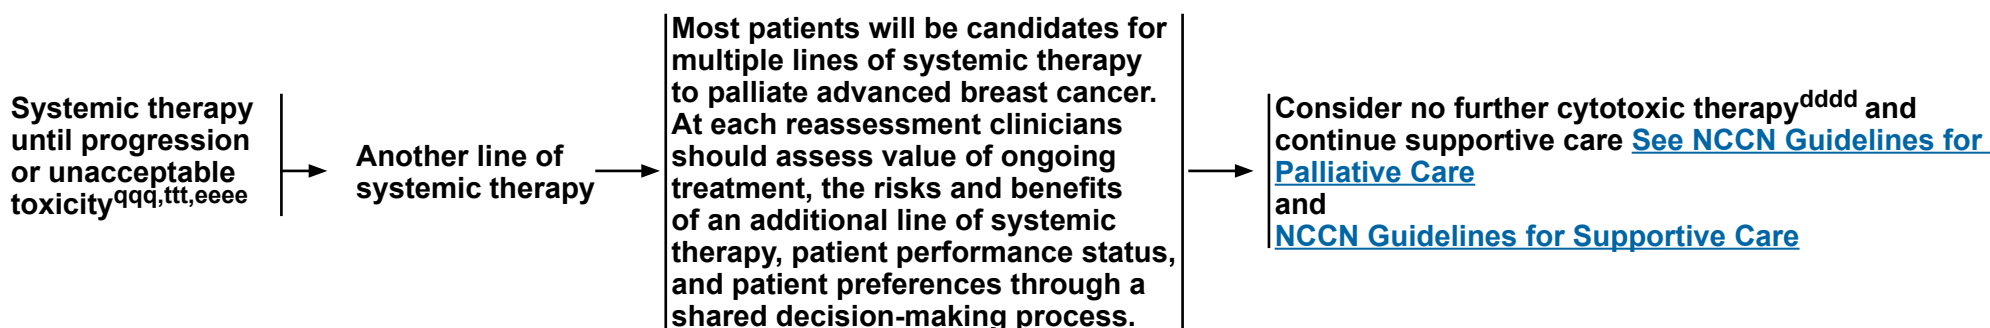 Systemic therapy
until progression
or unacceptable
toxicityqqq,ttt,eeee
Another line of
systemic therapy
Most patients will be candidates for
multiple lines of systemic therapy
to palliate advanced breast cancer.
At each reassessment clinicians
should assess value of ongoing
treatment, the risks and benefits
of an additional line of systemic
therapy, patient performance status,
and patient preferences through a
shared decision-making process.
Consider no further cytotoxic therapydddd and
continue supportive care See NCCN Guidelines for
Palliative Care
and
NCCN Guidelines for Supportive Care